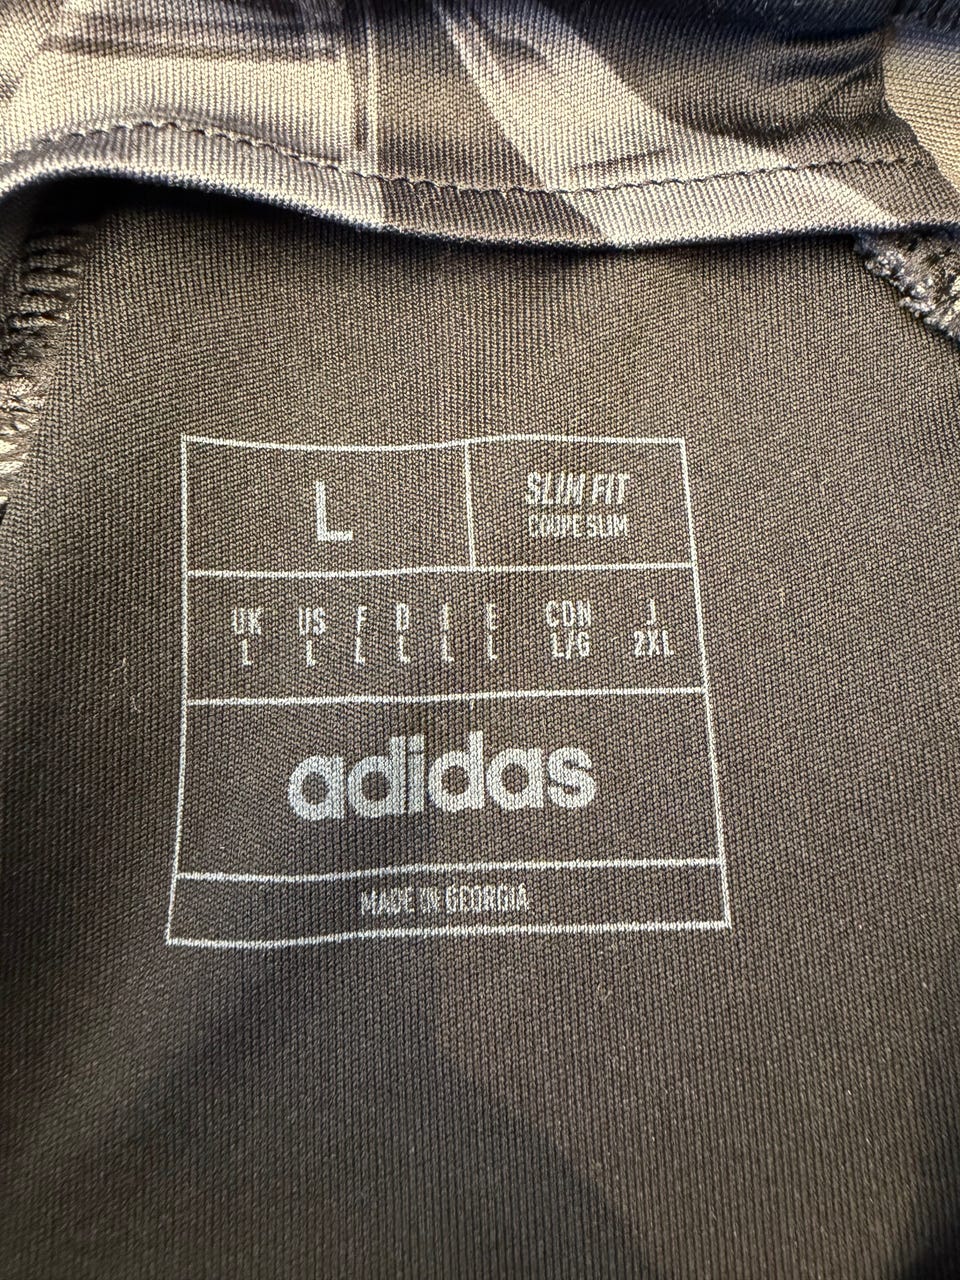 L
SLIM FIT
COUPE SLIM
UK US F D I E CDN J
L L L L L L L/G 2XL
adidas
MADE IN GEORGIA